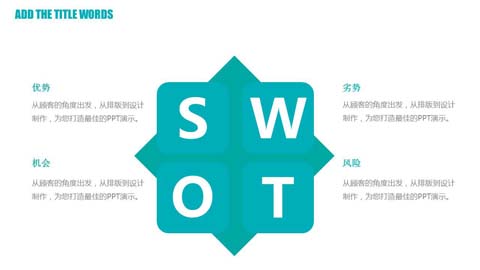 ADD THE TITLE WORDS
优势
从顾客的角度出发，从排版到设计
制作，为您打造最佳的PPT演示。
劣势
从顾客的角度出发，从排版到设计
制作，为您打造最佳的PPT演示。
S W
O T
机会
从顾客的角度出发，从排版到设计
制作，为您打造最佳的PPT演示。
风险
从顾客的角度出发，从排版到设计
制作，为您打造最佳的PPT演示。